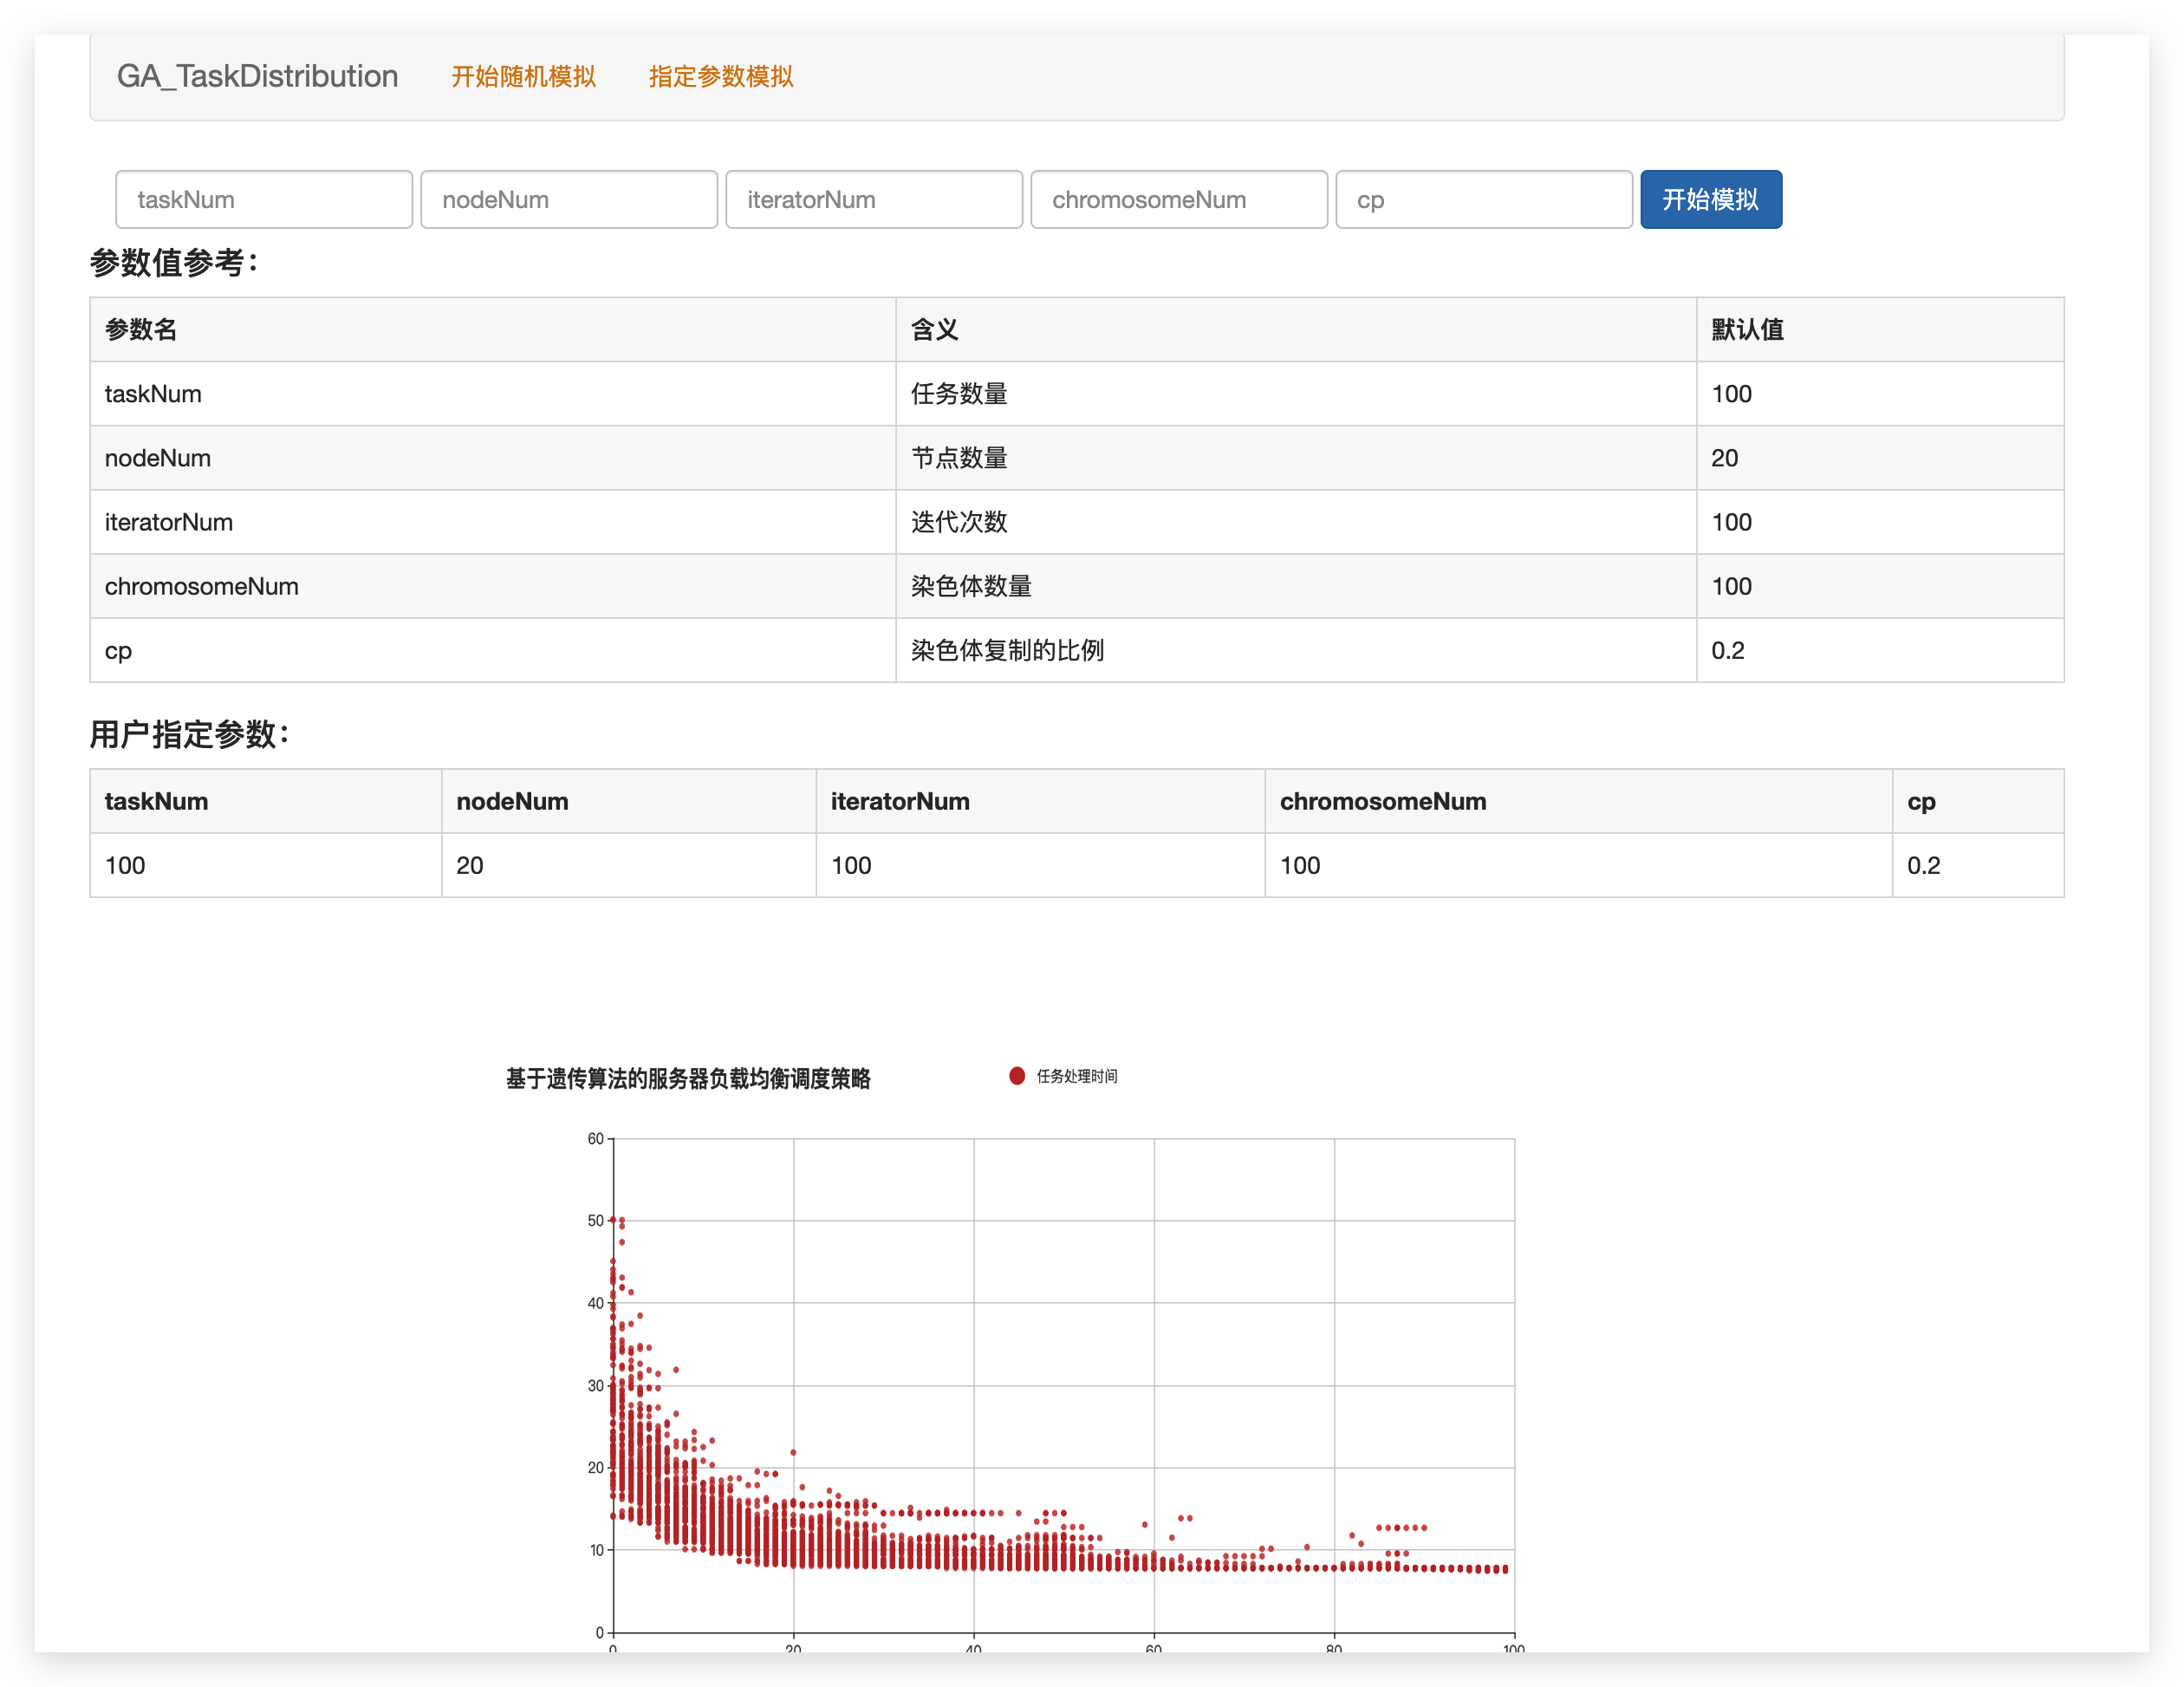 GA_TaskDistribution 开始随机模拟 指定参数模拟
taskNum nodeNum iteratorNum chromosomeNum cp 开始模拟
参数值参考：
参数名 含义 默认值
taskNum 任务数量 100
nodeNum 节点数量 20
iteratorNum 迭代次数 100
chromosomeNum 染色体数量 100
cp 染色体复制的比例 0.2
用户指定参数：
taskNum nodeNum iteratorNum chromosomeNum cp
100 20 100 100 0.2
基于遗传算法的服务器负载均衡调度策略 任务处理时间
60
50
40
30
20
10
0
0 20 40 60 80 100